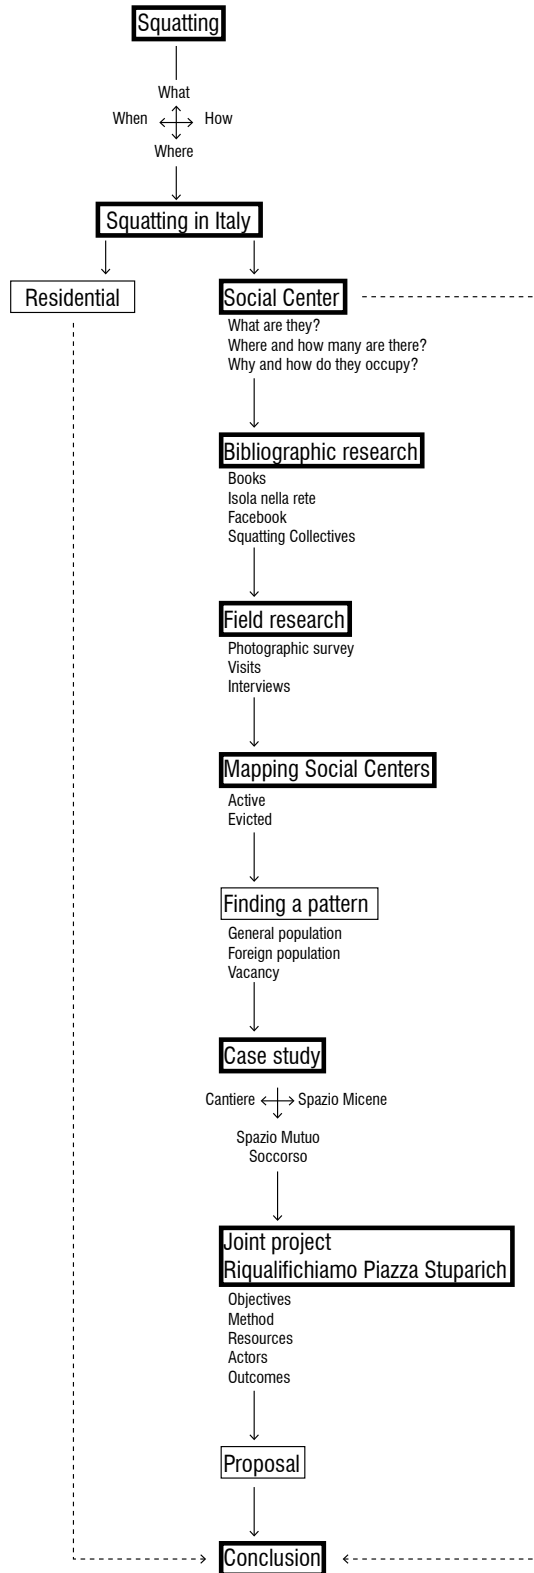 Squatting
What
When
How
Where
Squatting in Italy
Residential
Social Center
What are they?
Where and how many are there?
Why and how do they occupy?
Bibliographic research
Books
Isola nella rete
Facebook
Squatting Collectives
Field research
Photographic survey
Visits
Interviews
Mapping Social Centers
Active
Evicted
Finding a pattern
General population
Foreign population
Vacancy
Case study
Cantiere
Spazio Micene
Spazio Mutuo
Soccorso
Joint project
Riqualifichiamo Piazza Stuparich
Objectives
Method
Resources
Actors
Outcomes
Proposal
Conclusion